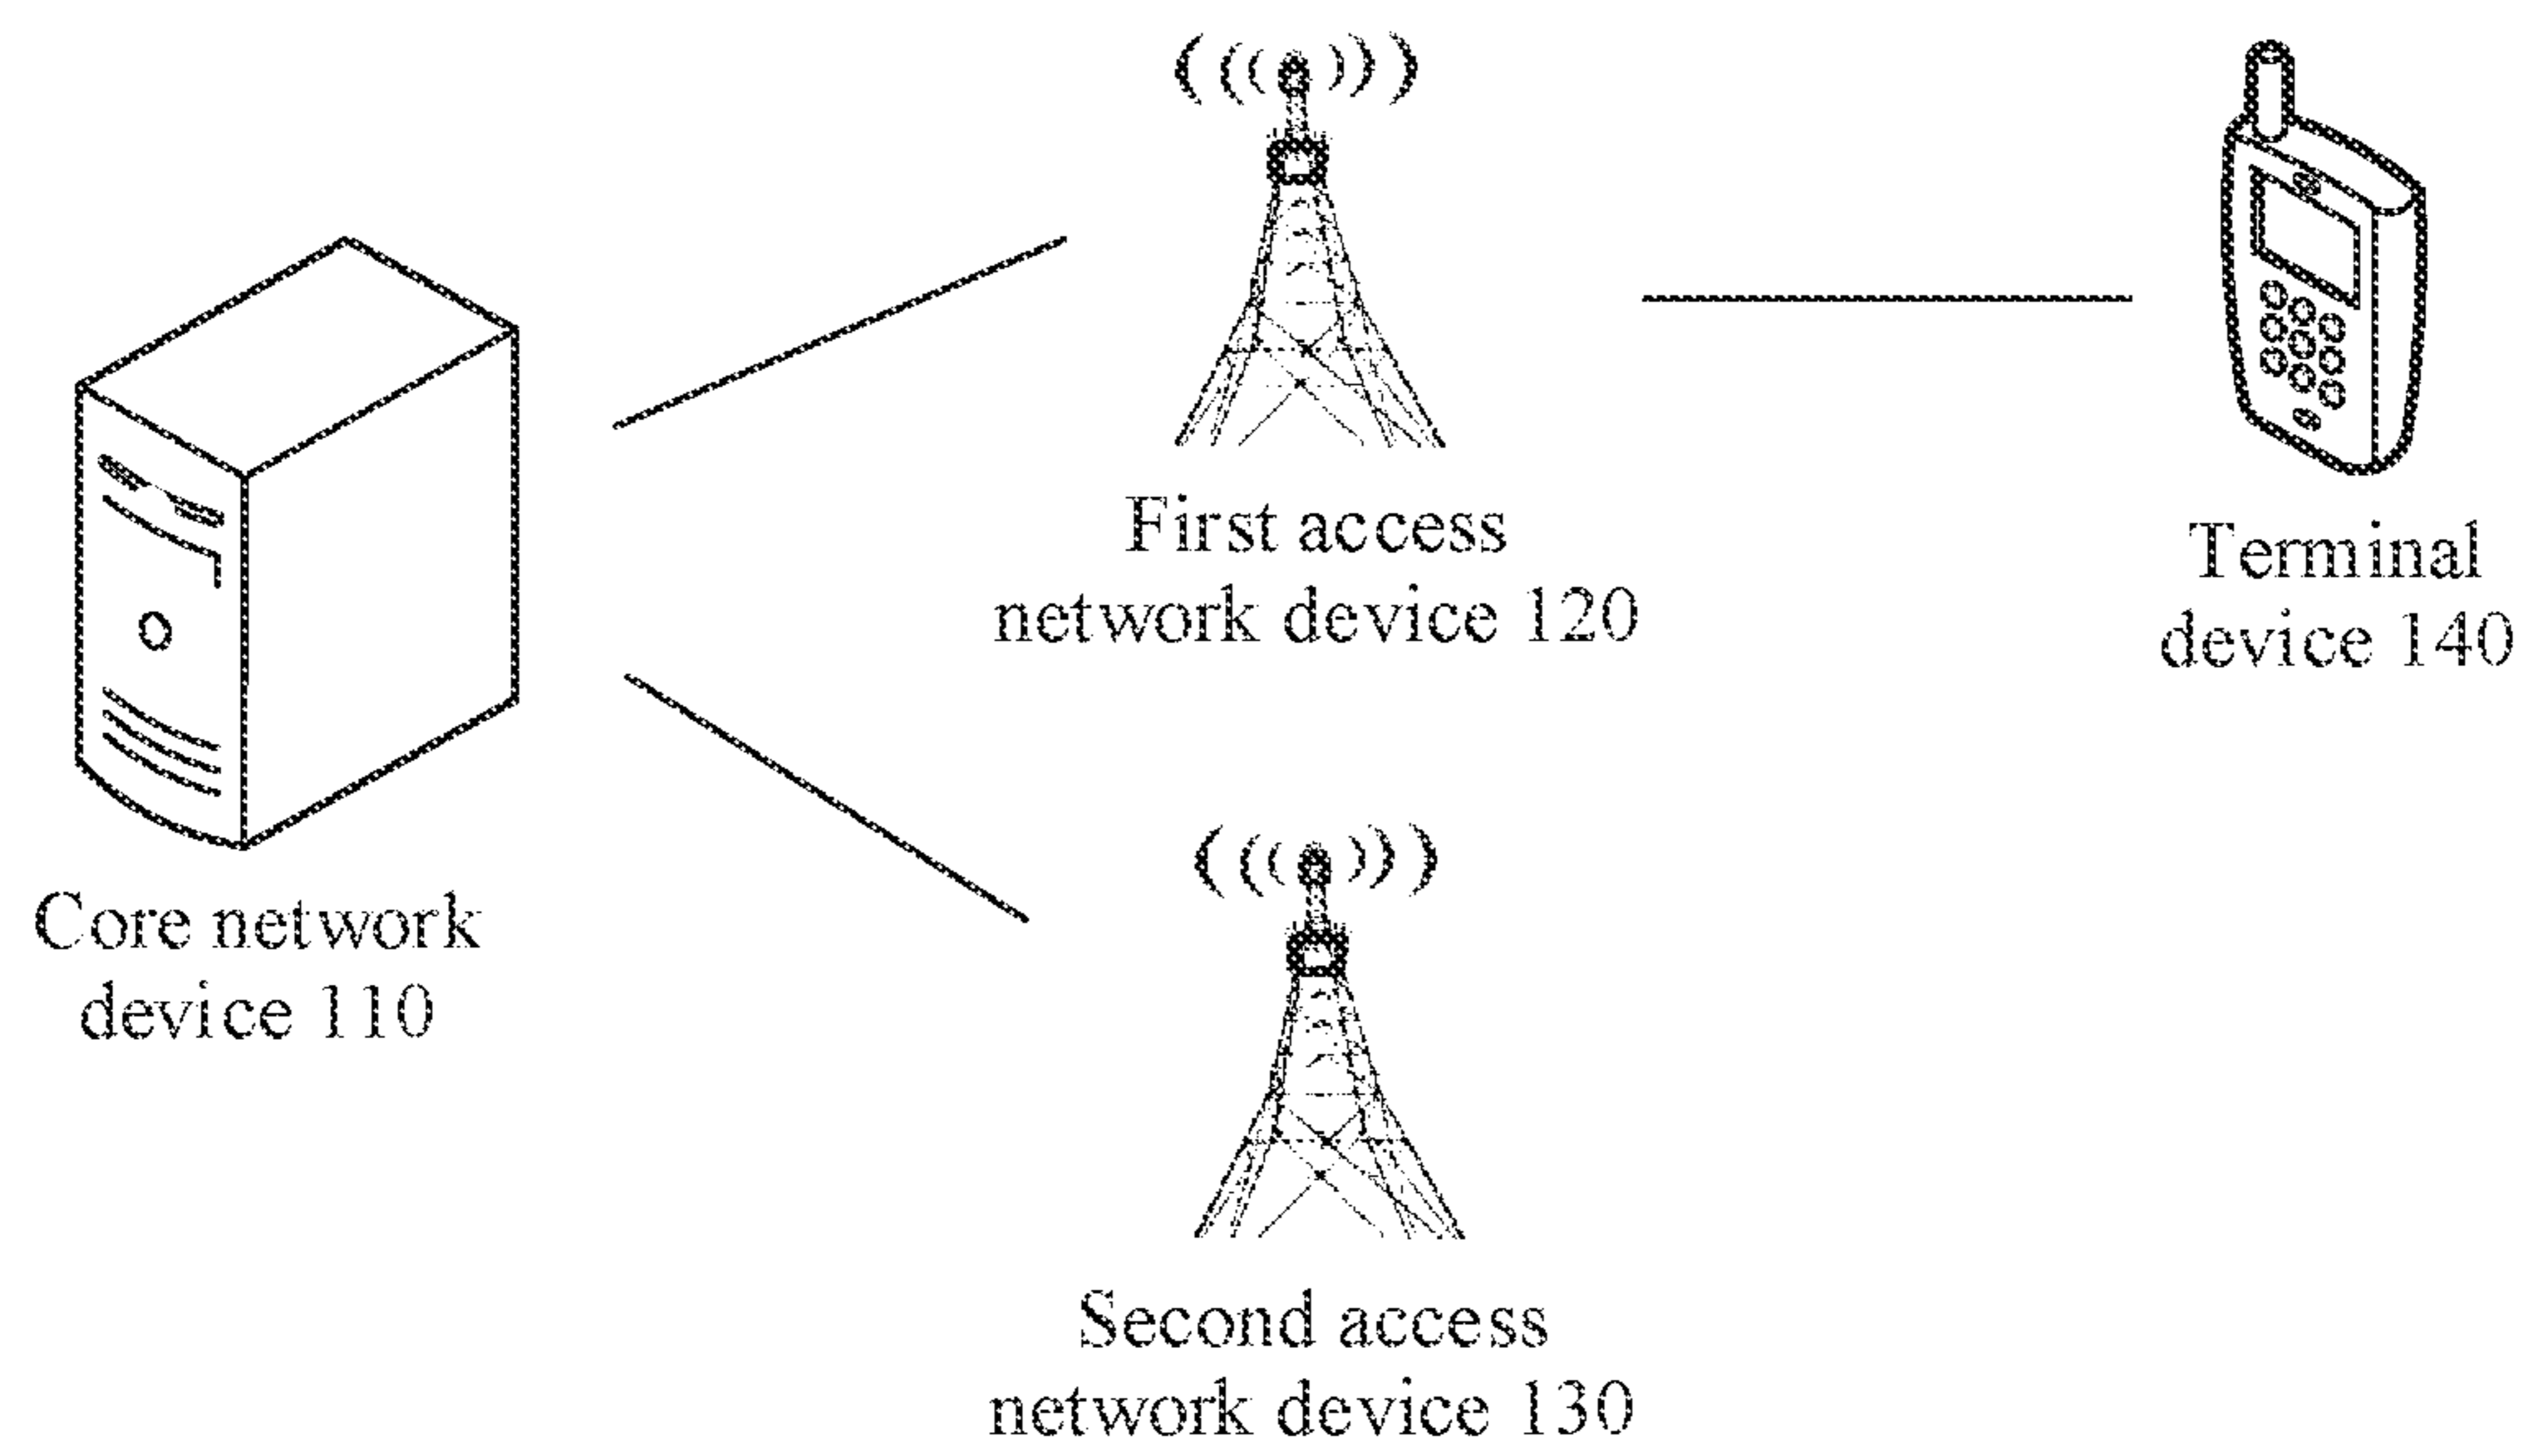 First access
network device 120
Terminal
device 140
Core network
device 110
Second access
network device 130